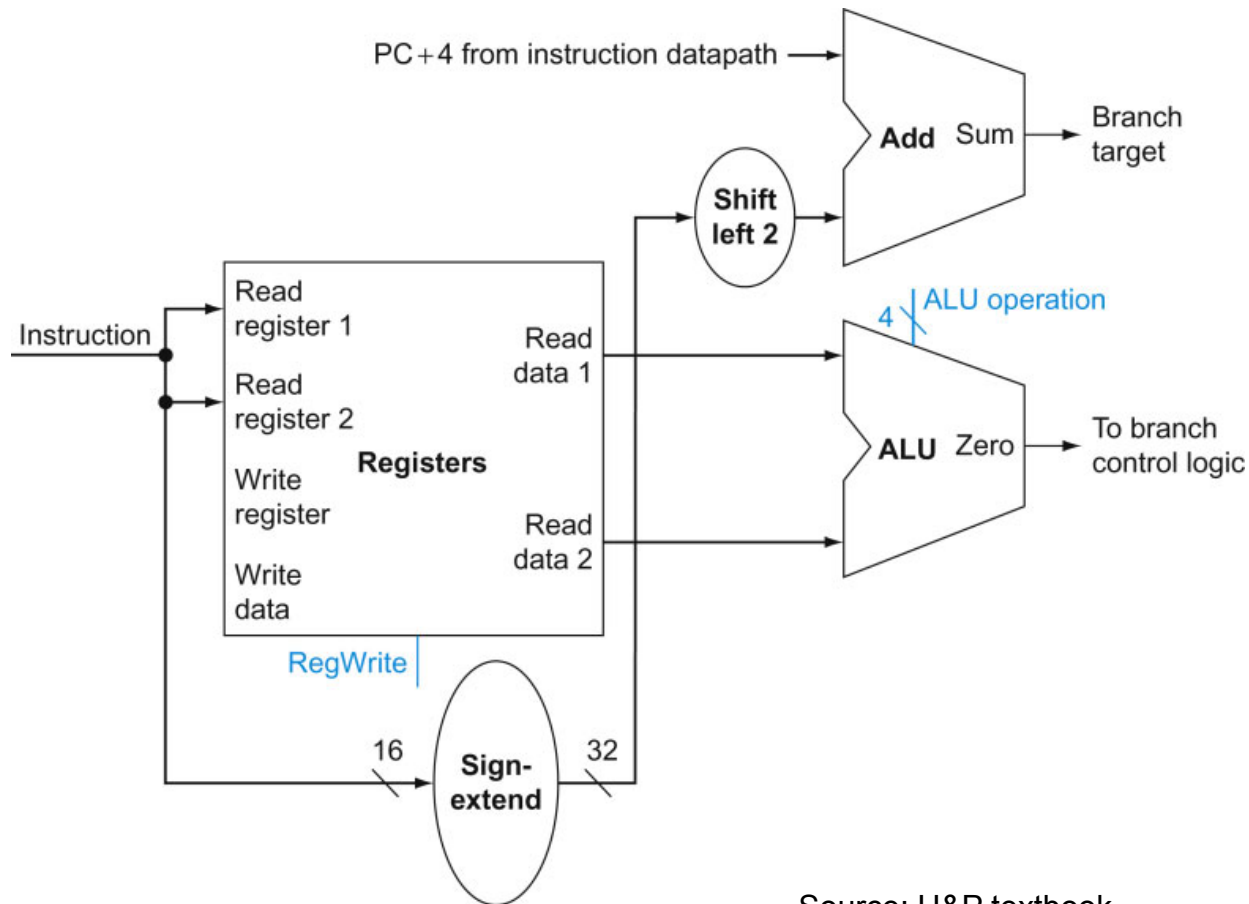 PC+4 from instruction datapath
Add Sum
Branch
target
Shift
left 2
Instruction
Read
register 1
Read
register 2
Write
register
Write
data
Registers
Read
data 1
Read
data 2
4
ALU operation
ALU Zero
To branch
control logic
RegWrite
16
Sign-
extend
32